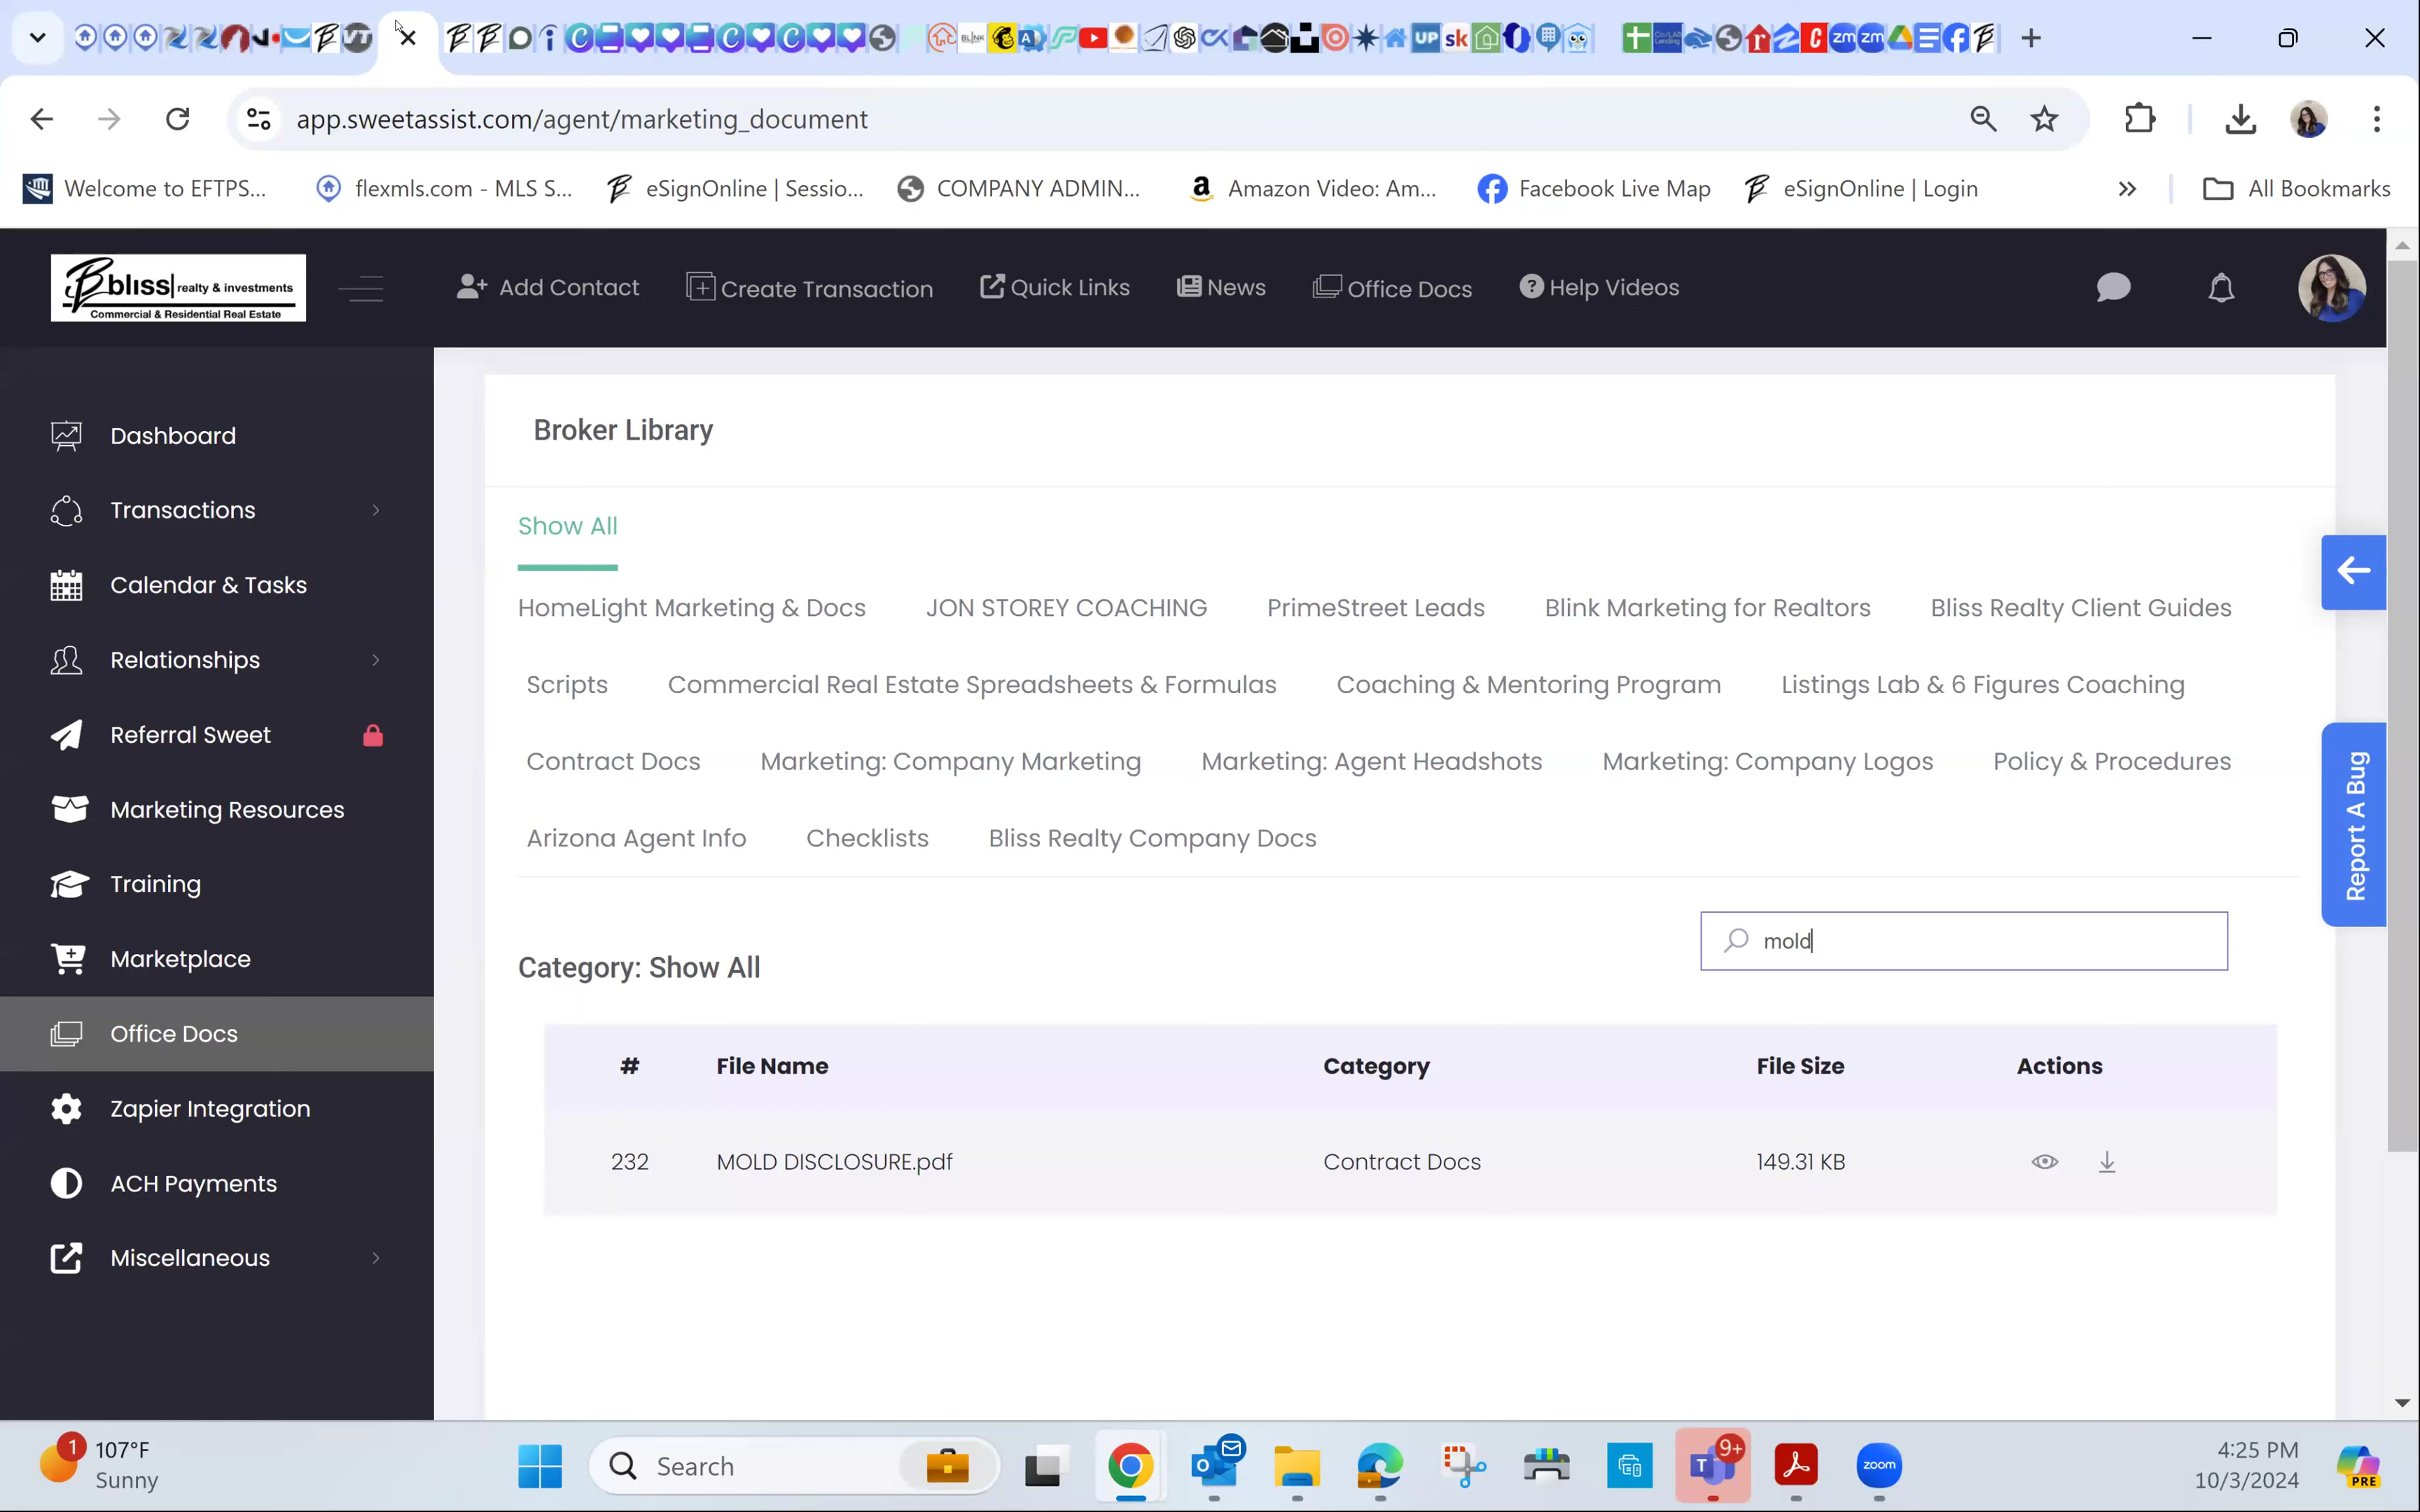 app.sweetassist.com/agent/marketing_document
Welcome to EFTPS...
flexmls.com - MLS S...
eSignOnline | Sessio...
COMPANY ADMIN...
Amazon Video: Am...
Facebook Live Map
eSignOnline | Login
All Bookmarks
bliss realty & investments
Commercial & Residential Real Estate
Add Contact
Create Transaction
Quick Links
News
Office Docs
Help Videos
Dashboard
Transactions
Calendar & Tasks
Relationships
Referral Sweet
Marketing Resources
Training
Marketplace
Office Docs
Zapier Integration
ACH Payments
Miscellaneous
Broker Library
Show All
HomeLight Marketing & Docs
JON STOREY COACHING
PrimeStreet Leads
Blink Marketing for Realtors
Bliss Realty Client Guides
Scripts
Commercial Real Estate Spreadsheets & Formulas
Coaching & Mentoring Program
Listings Lab & 6 Figures Coaching
Contract Docs
Marketing: Company Marketing
Marketing: Agent Headshots
Marketing: Company Logos
Policy & Procedures
Arizona Agent Info
Checklists
Bliss Realty Company Docs
Report A Bug
mold
Category: Show All
# File Name Category File Size Actions
232 MOLD DISCLOSURE.pdf Contract Docs 149.31 KB
1
107°F
Sunny
Search
9+
zoom
4:25 PM
10/3/2024
PRE